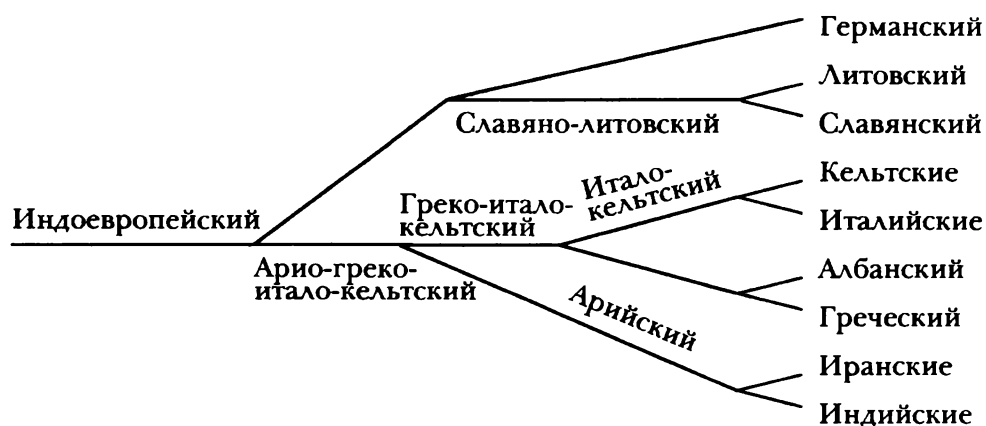 Германский
Литовский
Славяно-литовский
Славянский
Кельтские
Итало-
кельтский
Греко-итало-
кельтский
Италийские
Индоевропейский
Арио-греко-
итало-кельтский
Албанский
Греческий
Арийский
Иранские
Индийские